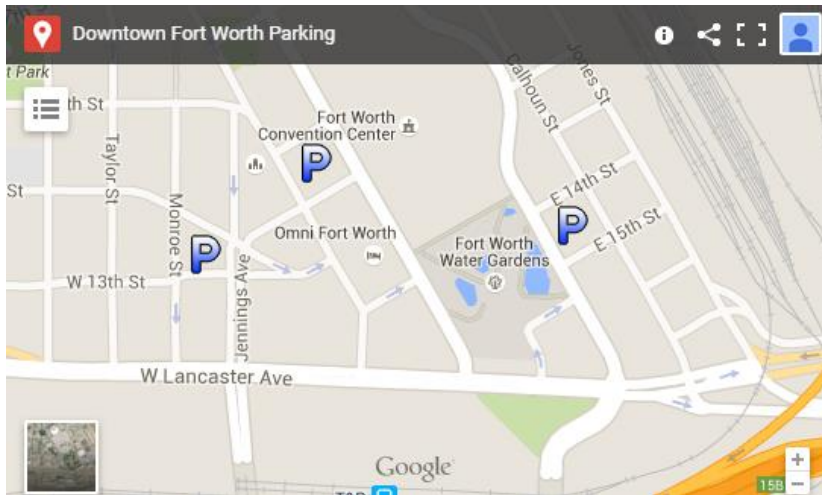 Downtown Fort Worth Parking
t Park
th St
Taylor St
Monroe St
Jennings Ave
Fort Worth
Convention Center
P
P
P
Omni Fort Worth
Fort Worth
Water Gardens
Calhoun St
Jones St
E 14th St
E 15th St
St
W 13th St
W Lancaster Ave
Google
15B